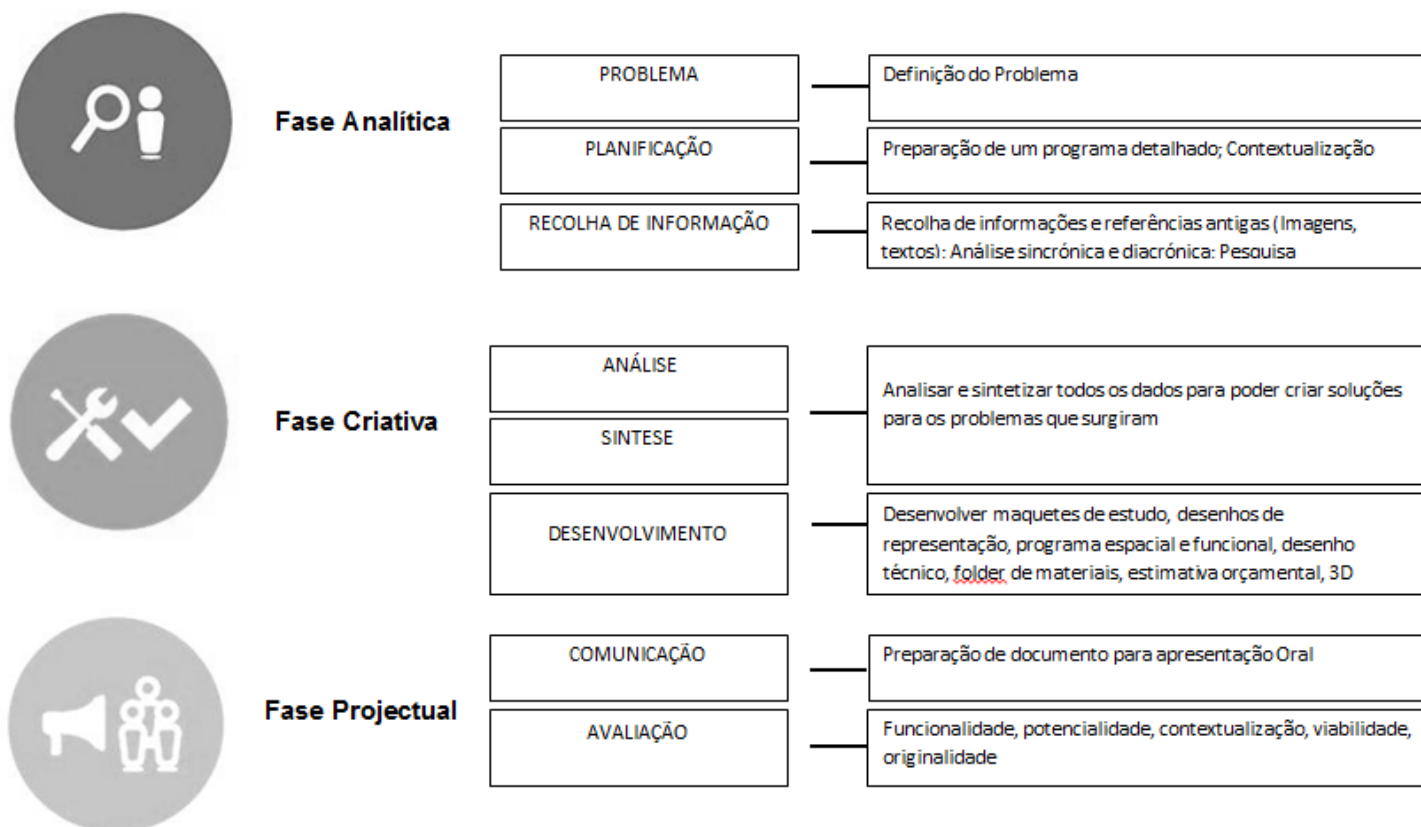 Fase Analítica
PROBLEMA
Definição do Problema
PLANIFICAÇÃO
Preparação de um programa detalhado; Contextualização
RECOLHA DE INFORMAÇÃO
Recolha de informações e referências antigas (Imagens,
textos); Análise sincrónica e diacrónica; Pesquisa
Fase Criativa
ANÁLISE
SINTESE
Analisar e sintetizar todos os dados para poder criar soluções
para os problemas que surgiram
DESENVOLVIMENTO
Desenvolver maquetes de estudo, desenhos de
representação, programa espacial e funcional, desenho
técnico, folder de materiais, estimativa orçamental, 3D
Fase Projectual
COMUNICAÇÃO
Preparação de documento para apresentação Oral
AVALIAÇÃO
Funcionalidade, potencialidade, contextualização, viabilidade,
originalidade